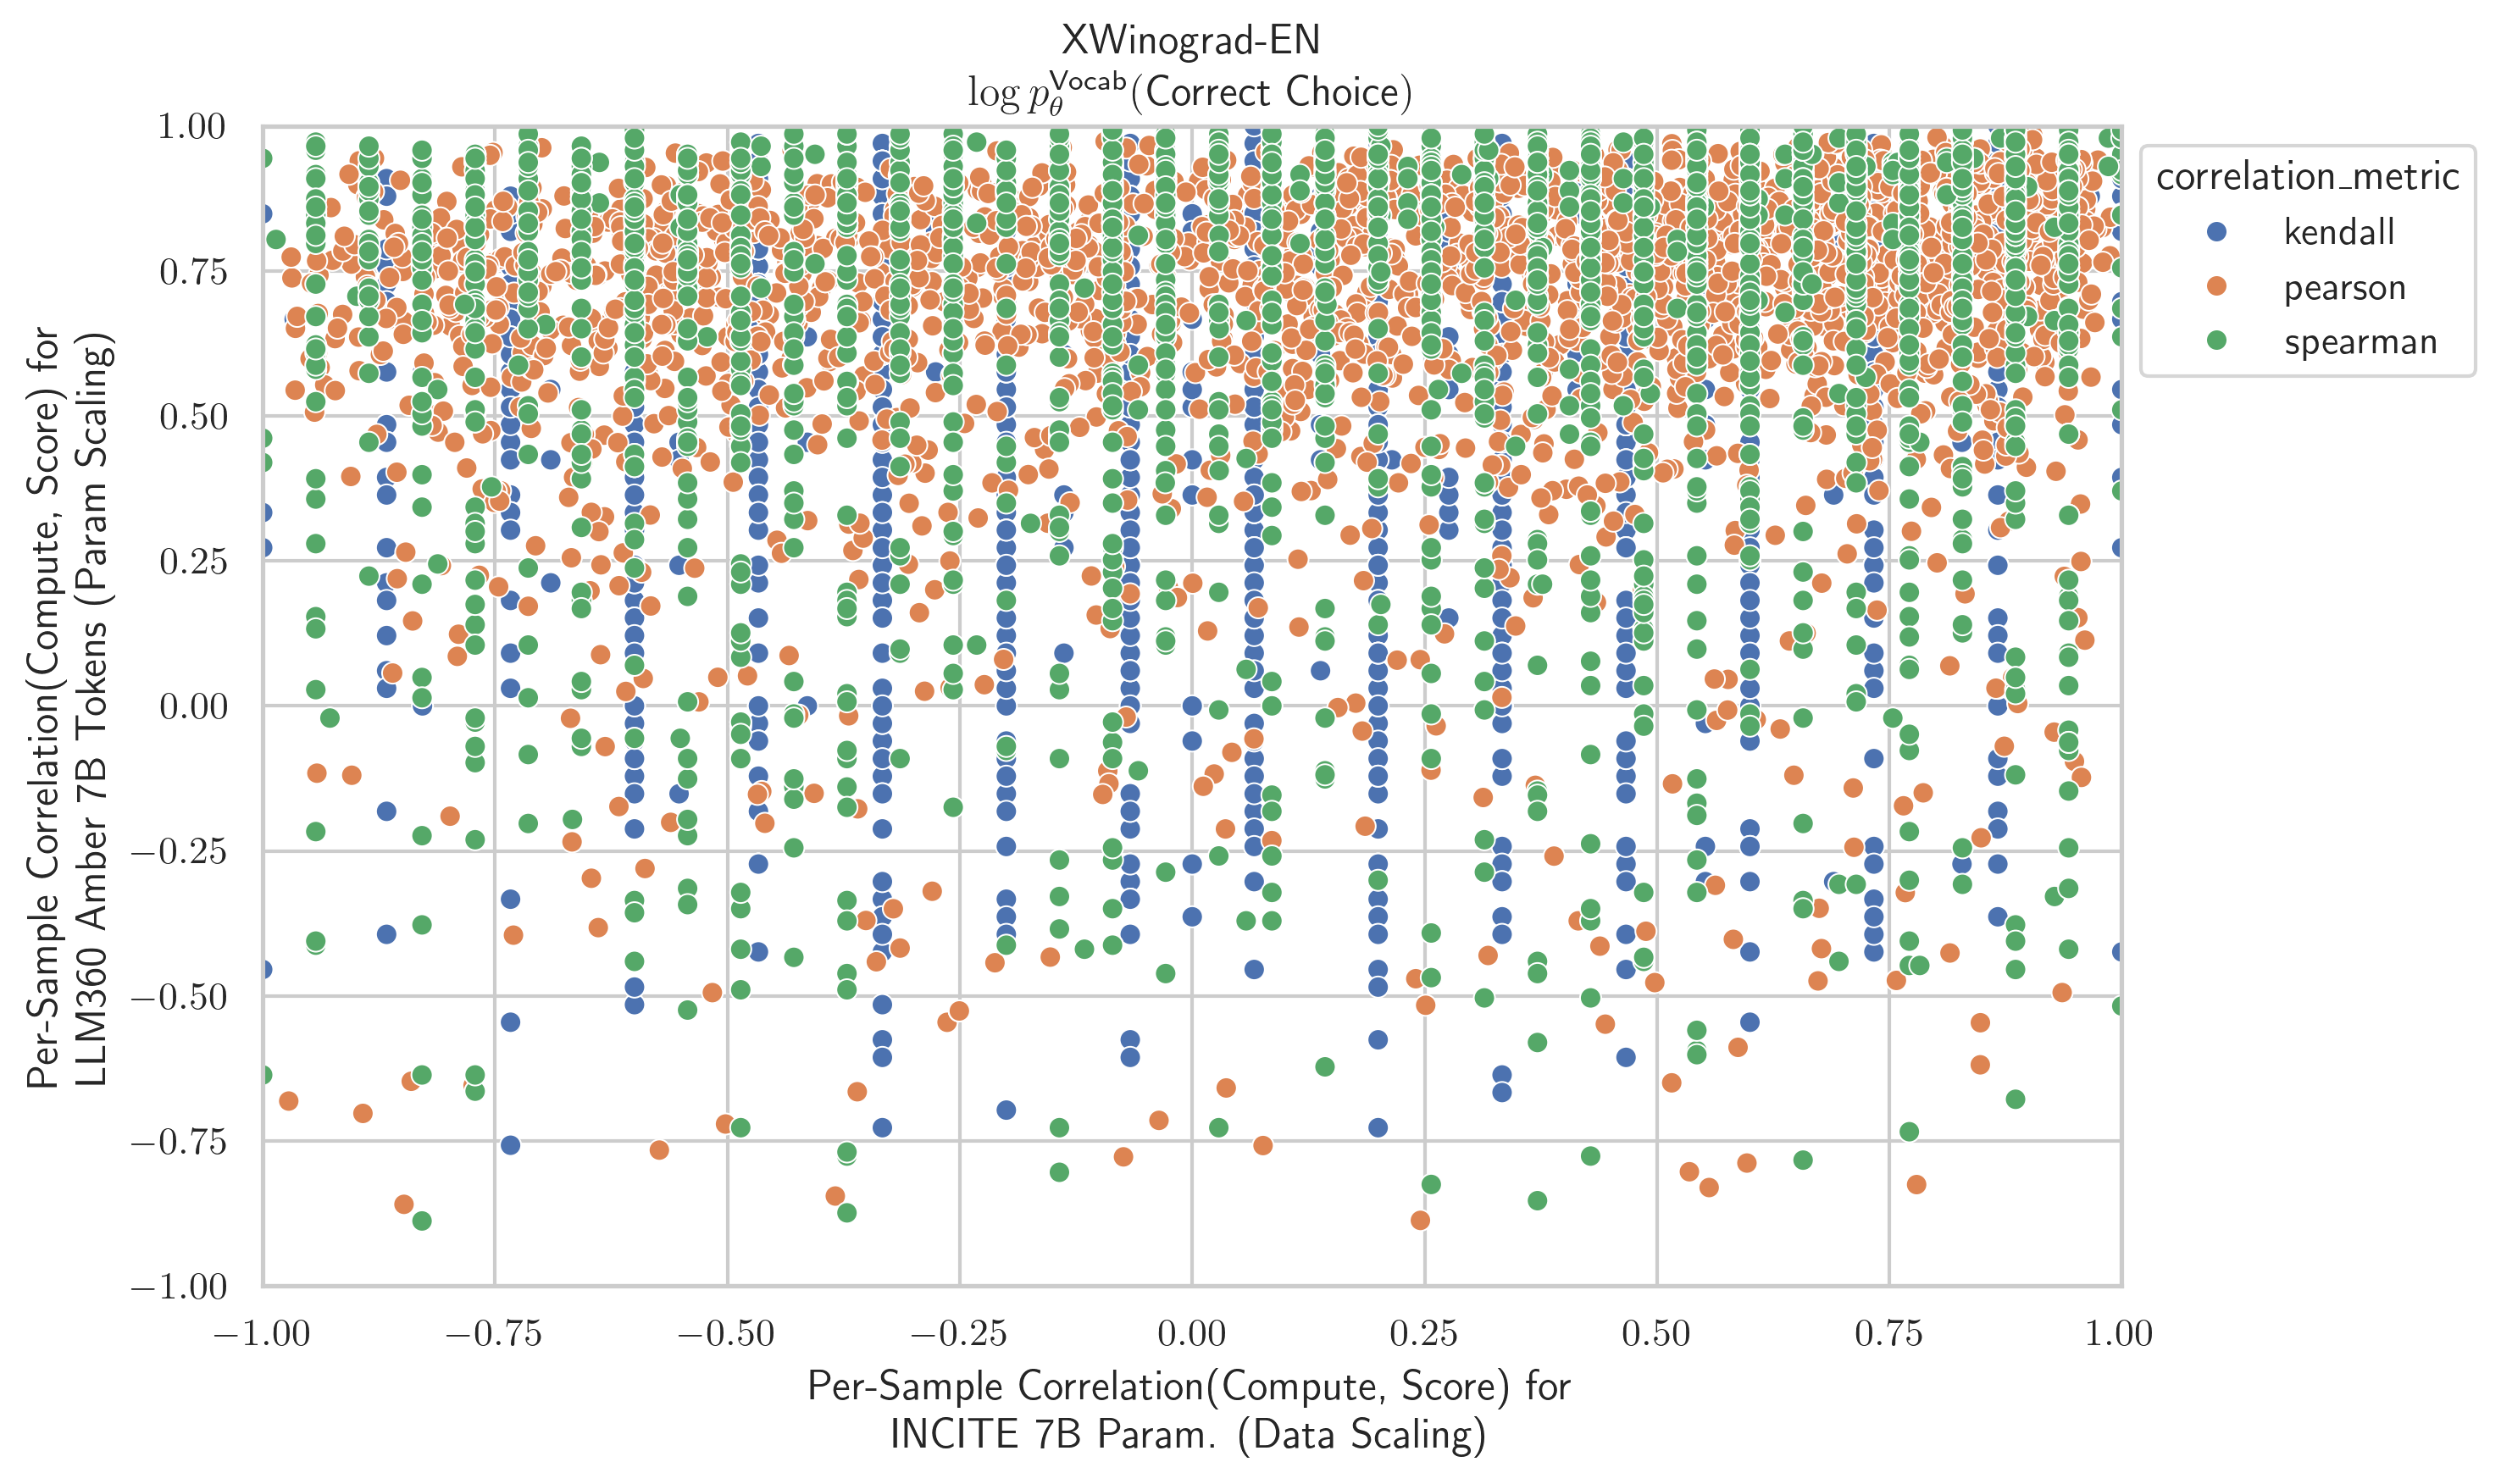 XWinograd-EN
log p_θ^Vocab(Correct Choice)
Per-Sample Correlation(Compute, Score) for
LLM360 Amber 7B Tokens (Param Scaling)
1.00
0.75
0.50
0.25
0.00
−0.25
−0.50
−0.75
−1.00
−1.00 −0.75 −0.50 −0.25 0.00 0.25 0.50 0.75 1.00
Per-Sample Correlation(Compute, Score) for
INCITE 7B Param. (Data Scaling)
correlation_metric
kendall
pearson
spearman